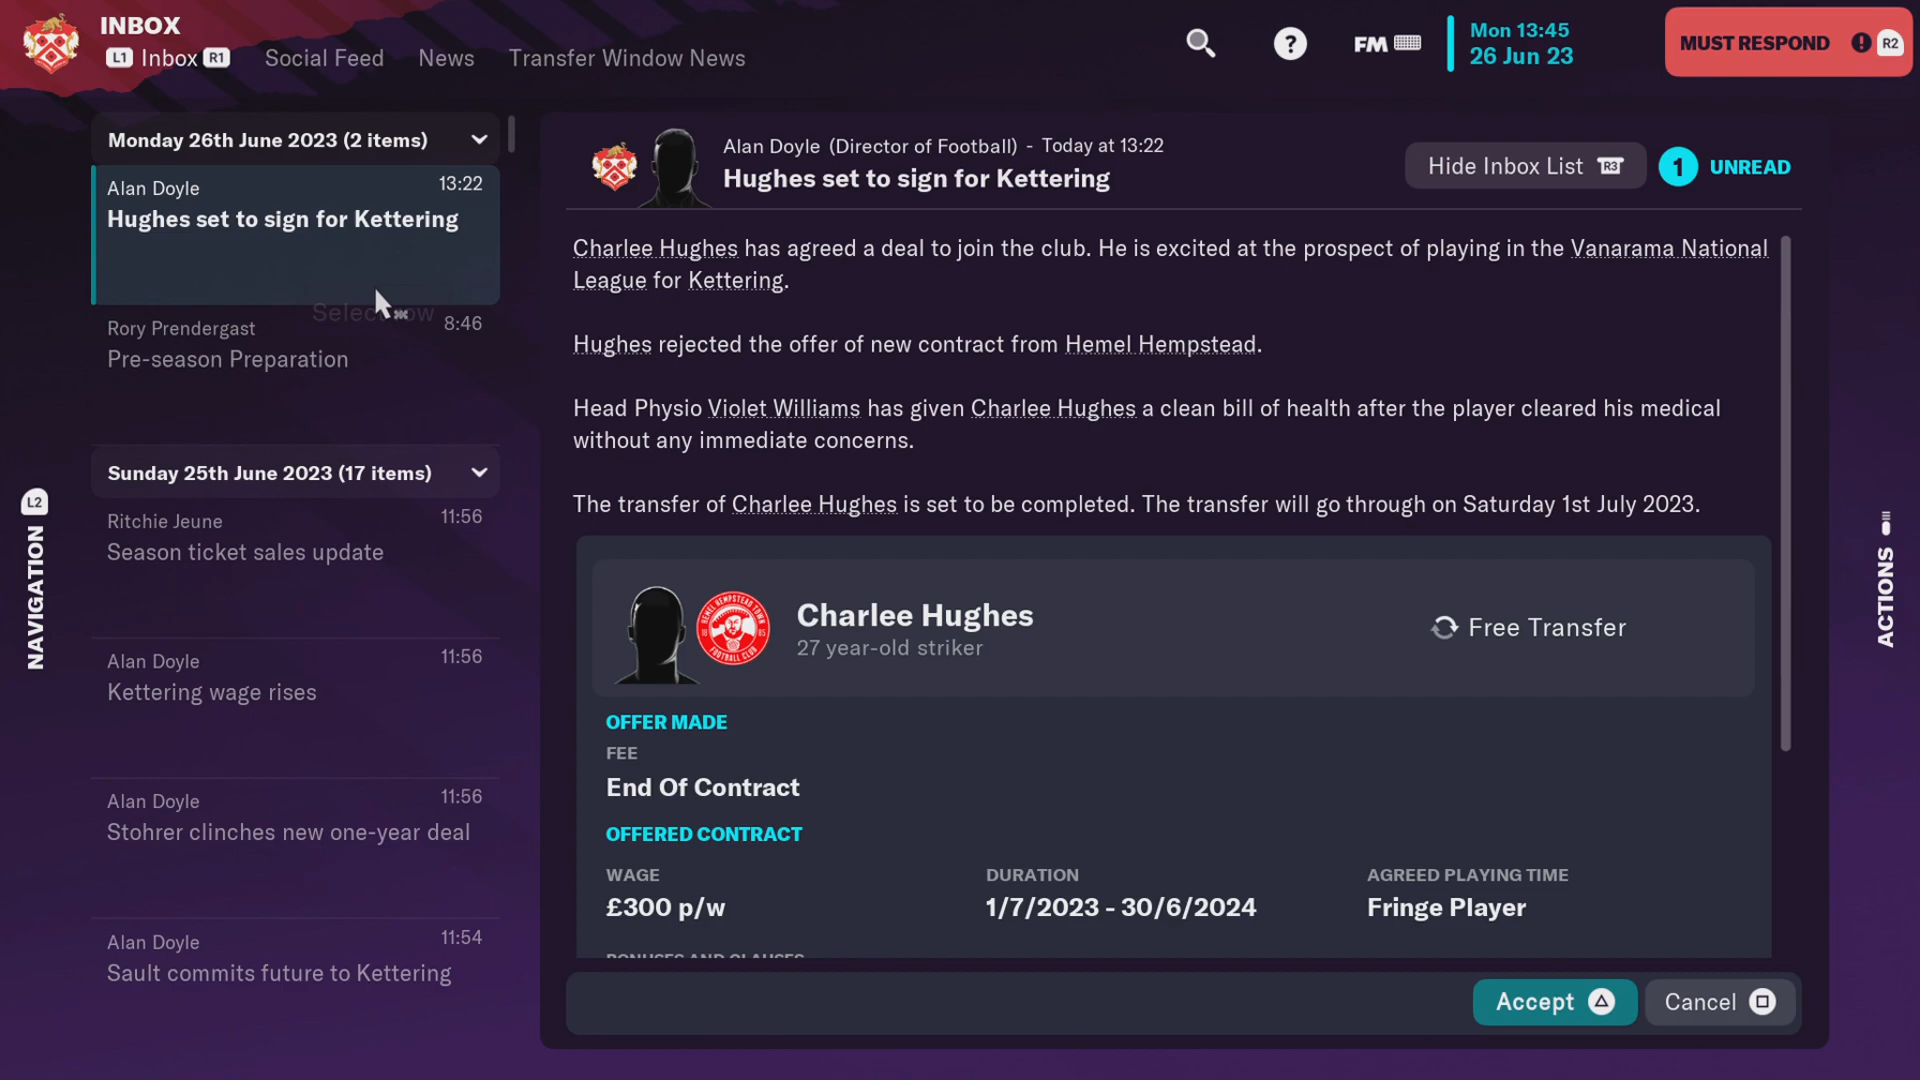 INBOX
L1 Inbox R1 Social Feed News Transfer Window News
FM
Mon 13:45
26 Jun 23
MUST RESPOND R2
Monday 26th June 2023 (2 items)
Alan Doyle 13:22
Hughes set to sign for Kettering
Rory Prendergast 8:46
Pre-season Preparation
Sunday 25th June 2023 (17 items)
Ritchie Jeune 11:56
Season ticket sales update
Alan Doyle 11:56
Kettering wage rises
Alan Doyle 11:56
Stohrer clinches new one-year deal
Alan Doyle 11:54
Sault commits future to Kettering
L2
NAVIGATION
Alan Doyle (Director of Football) - Today at 13:22
Hughes set to sign for Kettering
Hide Inbox List R3
1 UNREAD
Charlee Hughes has agreed a deal to join the club. He is excited at the prospect of playing in the Vanarama National
League for Kettering.
Hughes rejected the offer of new contract from Hemel Hempstead.
Head Physio Violet Williams has given Charlee Hughes a clean bill of health after the player cleared his medical
without any immediate concerns.
The transfer of Charlee Hughes is set to be completed. The transfer will go through on Saturday 1st July 2023.
Charlee Hughes
27 year-old striker
Free Transfer
OFFER MADE
FEE
End Of Contract
OFFERED CONTRACT
WAGE DURATION AGREED PLAYING TIME
£300 p/w 1/7/2023 - 30/6/2024 Fringe Player
BONUSES AND CLAUSES
Accept Cancel
ACTIONS